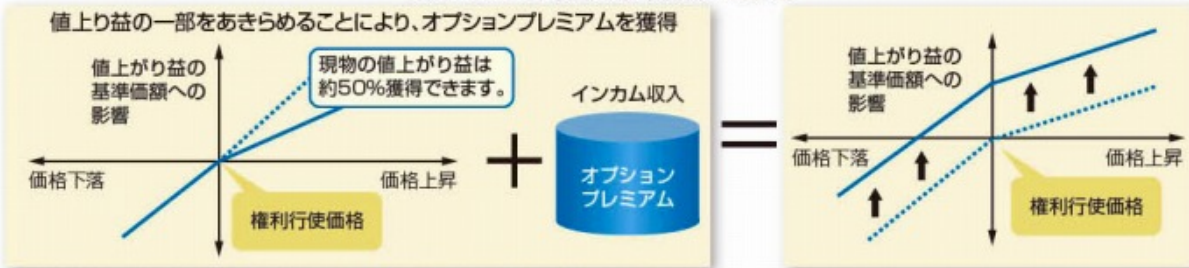 値上り益の一部をあきらめることにより、オプションプレミアムを獲得
値上がり益の
基準価額への
影響
現物の値上がり益は
約50%獲得できます。
価格下落
価格上昇
権利行使価格
+
インカム収入
オプション
プレミアム
=
値上がり益の
基準価額への
影響
価格下落
価格上昇
権利行使価格